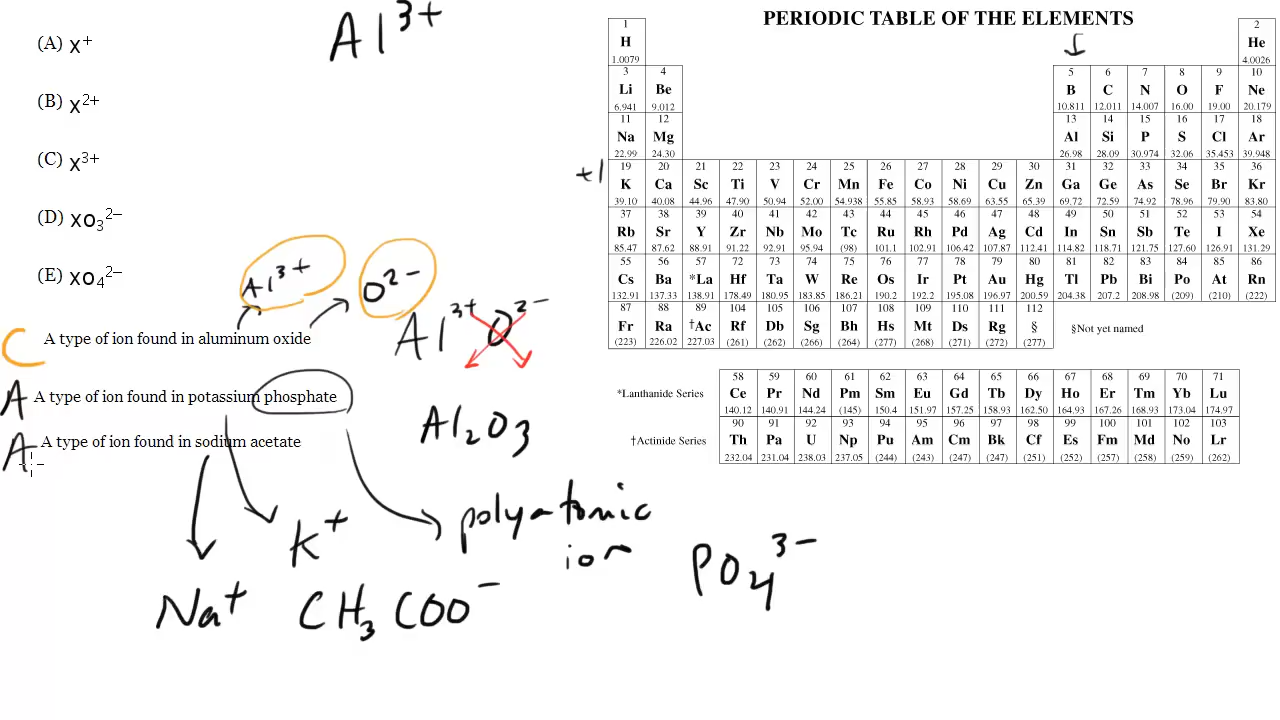 Al³⁺
(A) X⁺
(B) X²⁺
(C) X³⁺
(D) XO₃²⁻
(E) XO₄²⁻
Al³⁺ O²⁻
C A type of ion found in aluminum oxide
A A type of ion found in potassium phosphate
A A type of ion found in sodium acetate
Al³⁺ O²⁻
Al₂O₃
K⁺
polyatomic
ion
PO₄³⁻
Na⁺ CH₃COO⁻
PERIODIC TABLE OF THE ELEMENTS
+1
1 2
H He
1.0079 4.0026
3 4 5 6 7 8 9 10
Li Be B C N O F Ne
6.941 9.012 10.811 12.011 14.007 16.00 19.00 20.179
11 12 13 14 15 16 17 18
Na Mg Al Si P S Cl Ar
22.99 24.30 26.98 28.09 30.974 32.06 35.453 39.948
19 20 21 22 23 24 25 26 27 28 29 30 31 32 33 34 35 36
K Ca Sc Ti V Cr Mn Fe Co Ni Cu Zn Ga Ge As Se Br Kr
39.10 40.08 44.96 47.90 50.94 52.00 54.938 55.85 58.93 58.69 63.55 65.39 69.72 72.59 74.92 78.96 79.90 83.80
37 38 39 40 41 42 43 44 45 46 47 48 49 50 51 52 53 54
Rb Sr Y Zr Nb Mo Tc Ru Rh Pd Ag Cd In Sn Sb Te I Xe
85.47 87.62 88.91 91.22 92.91 95.94 (98) 101.1 102.91 106.42 107.87 112.41 114.82 118.71 121.75 127.60 126.91 131.29
55 56 57 72 73 74 75 76 77 78 79 80 81 82 83 84 85 86
Cs Ba *La Hf Ta W Re Os Ir Pt Au Hg Tl Pb Bi Po At Rn
132.91 137.33 138.91 178.49 180.95 183.85 186.21 190.2 192.2 195.08 196.97 200.59 204.38 207.2 208.98 (209) (210) (222)
87 88 89 104 105 106 107 108 109 110 111 112
Fr Ra †Ac Rf Db Sg Bh Hs Mt Ds Rg § §Not yet named
(223) 226.02 227.03 (261) (262) (266) (264) (277) (268) (271) (272) (277)
58 59 60 61 62 63 64 65 66 67 68 69 70 71
*Lanthanide Series Ce Pr Nd Pm Sm Eu Gd Tb Dy Ho Er Tm Yb Lu
140.12 140.91 144.24 (145) 150.4 151.97 157.25 158.93 162.50 164.93 167.26 168.93 173.04 174.97
90 91 92 93 94 95 96 97 98 99 100 101 102 103
†Actinide Series Th Pa U Np Pu Am Cm Bk Cf Es Fm Md No Lr
232.04 231.04 238.03 237.05 (244) (243) (247) (247) (251) (252) (257) (258) (259) (262)